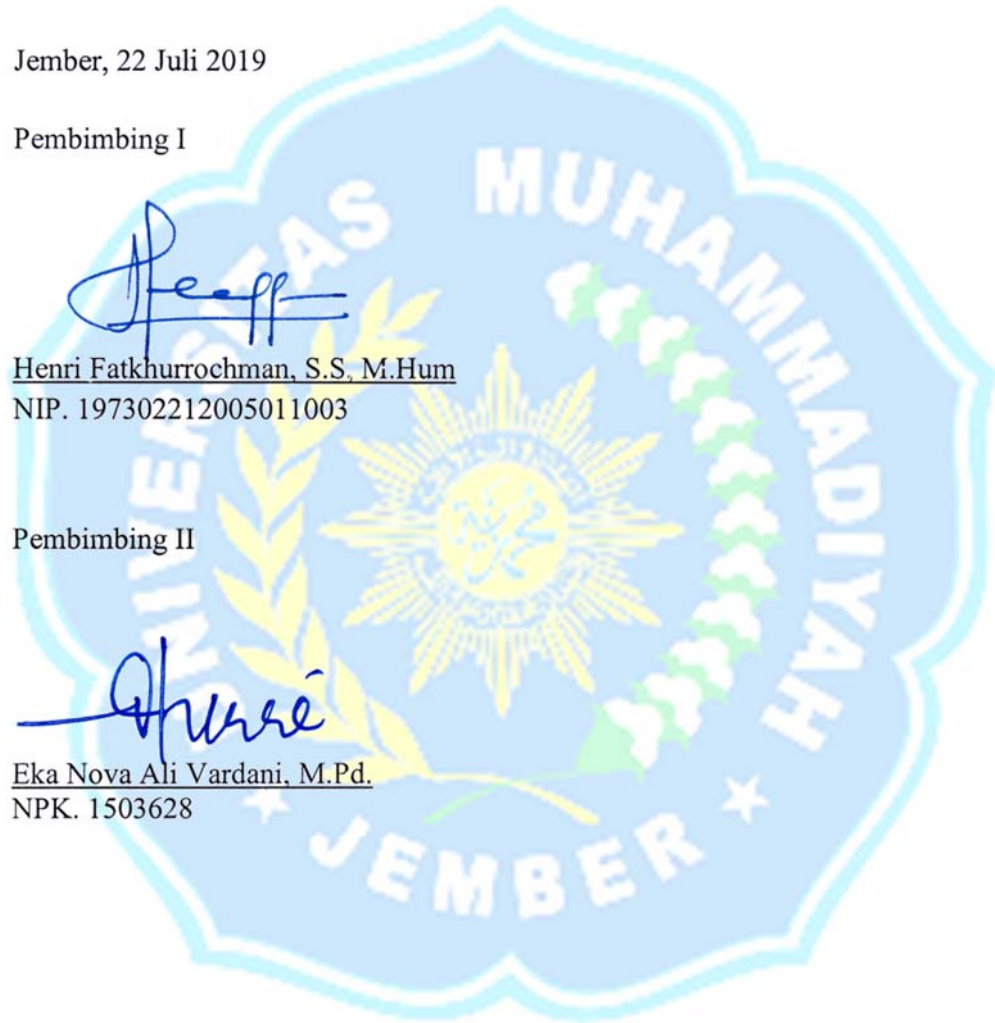 Jember, 22 Juli 2019
Pembimbing I
Henri Fatkhurrochman, S.S, M.Hum
NIP. 197302212005011003
Pembimbing II
Eka Nova Ali Vardani, M.Pd.
NPK. 1503628
UNIVERSITAS MUHAMMADIYAH
JEMBER